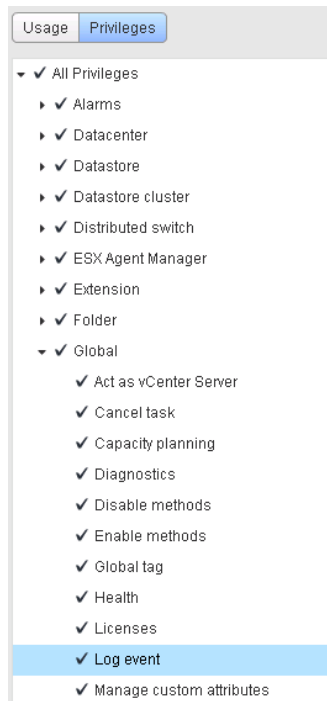 Usage Privileges
All Privileges
Alarms
Datacenter
Datastore
Datastore cluster
Distributed switch
ESX Agent Manager
Extension
Folder
Global
Act as vCenter Server
Cancel task
Capacity planning
Diagnostics
Disable methods
Enable methods
Global tag
Health
Licenses
Log event
Manage custom attributes